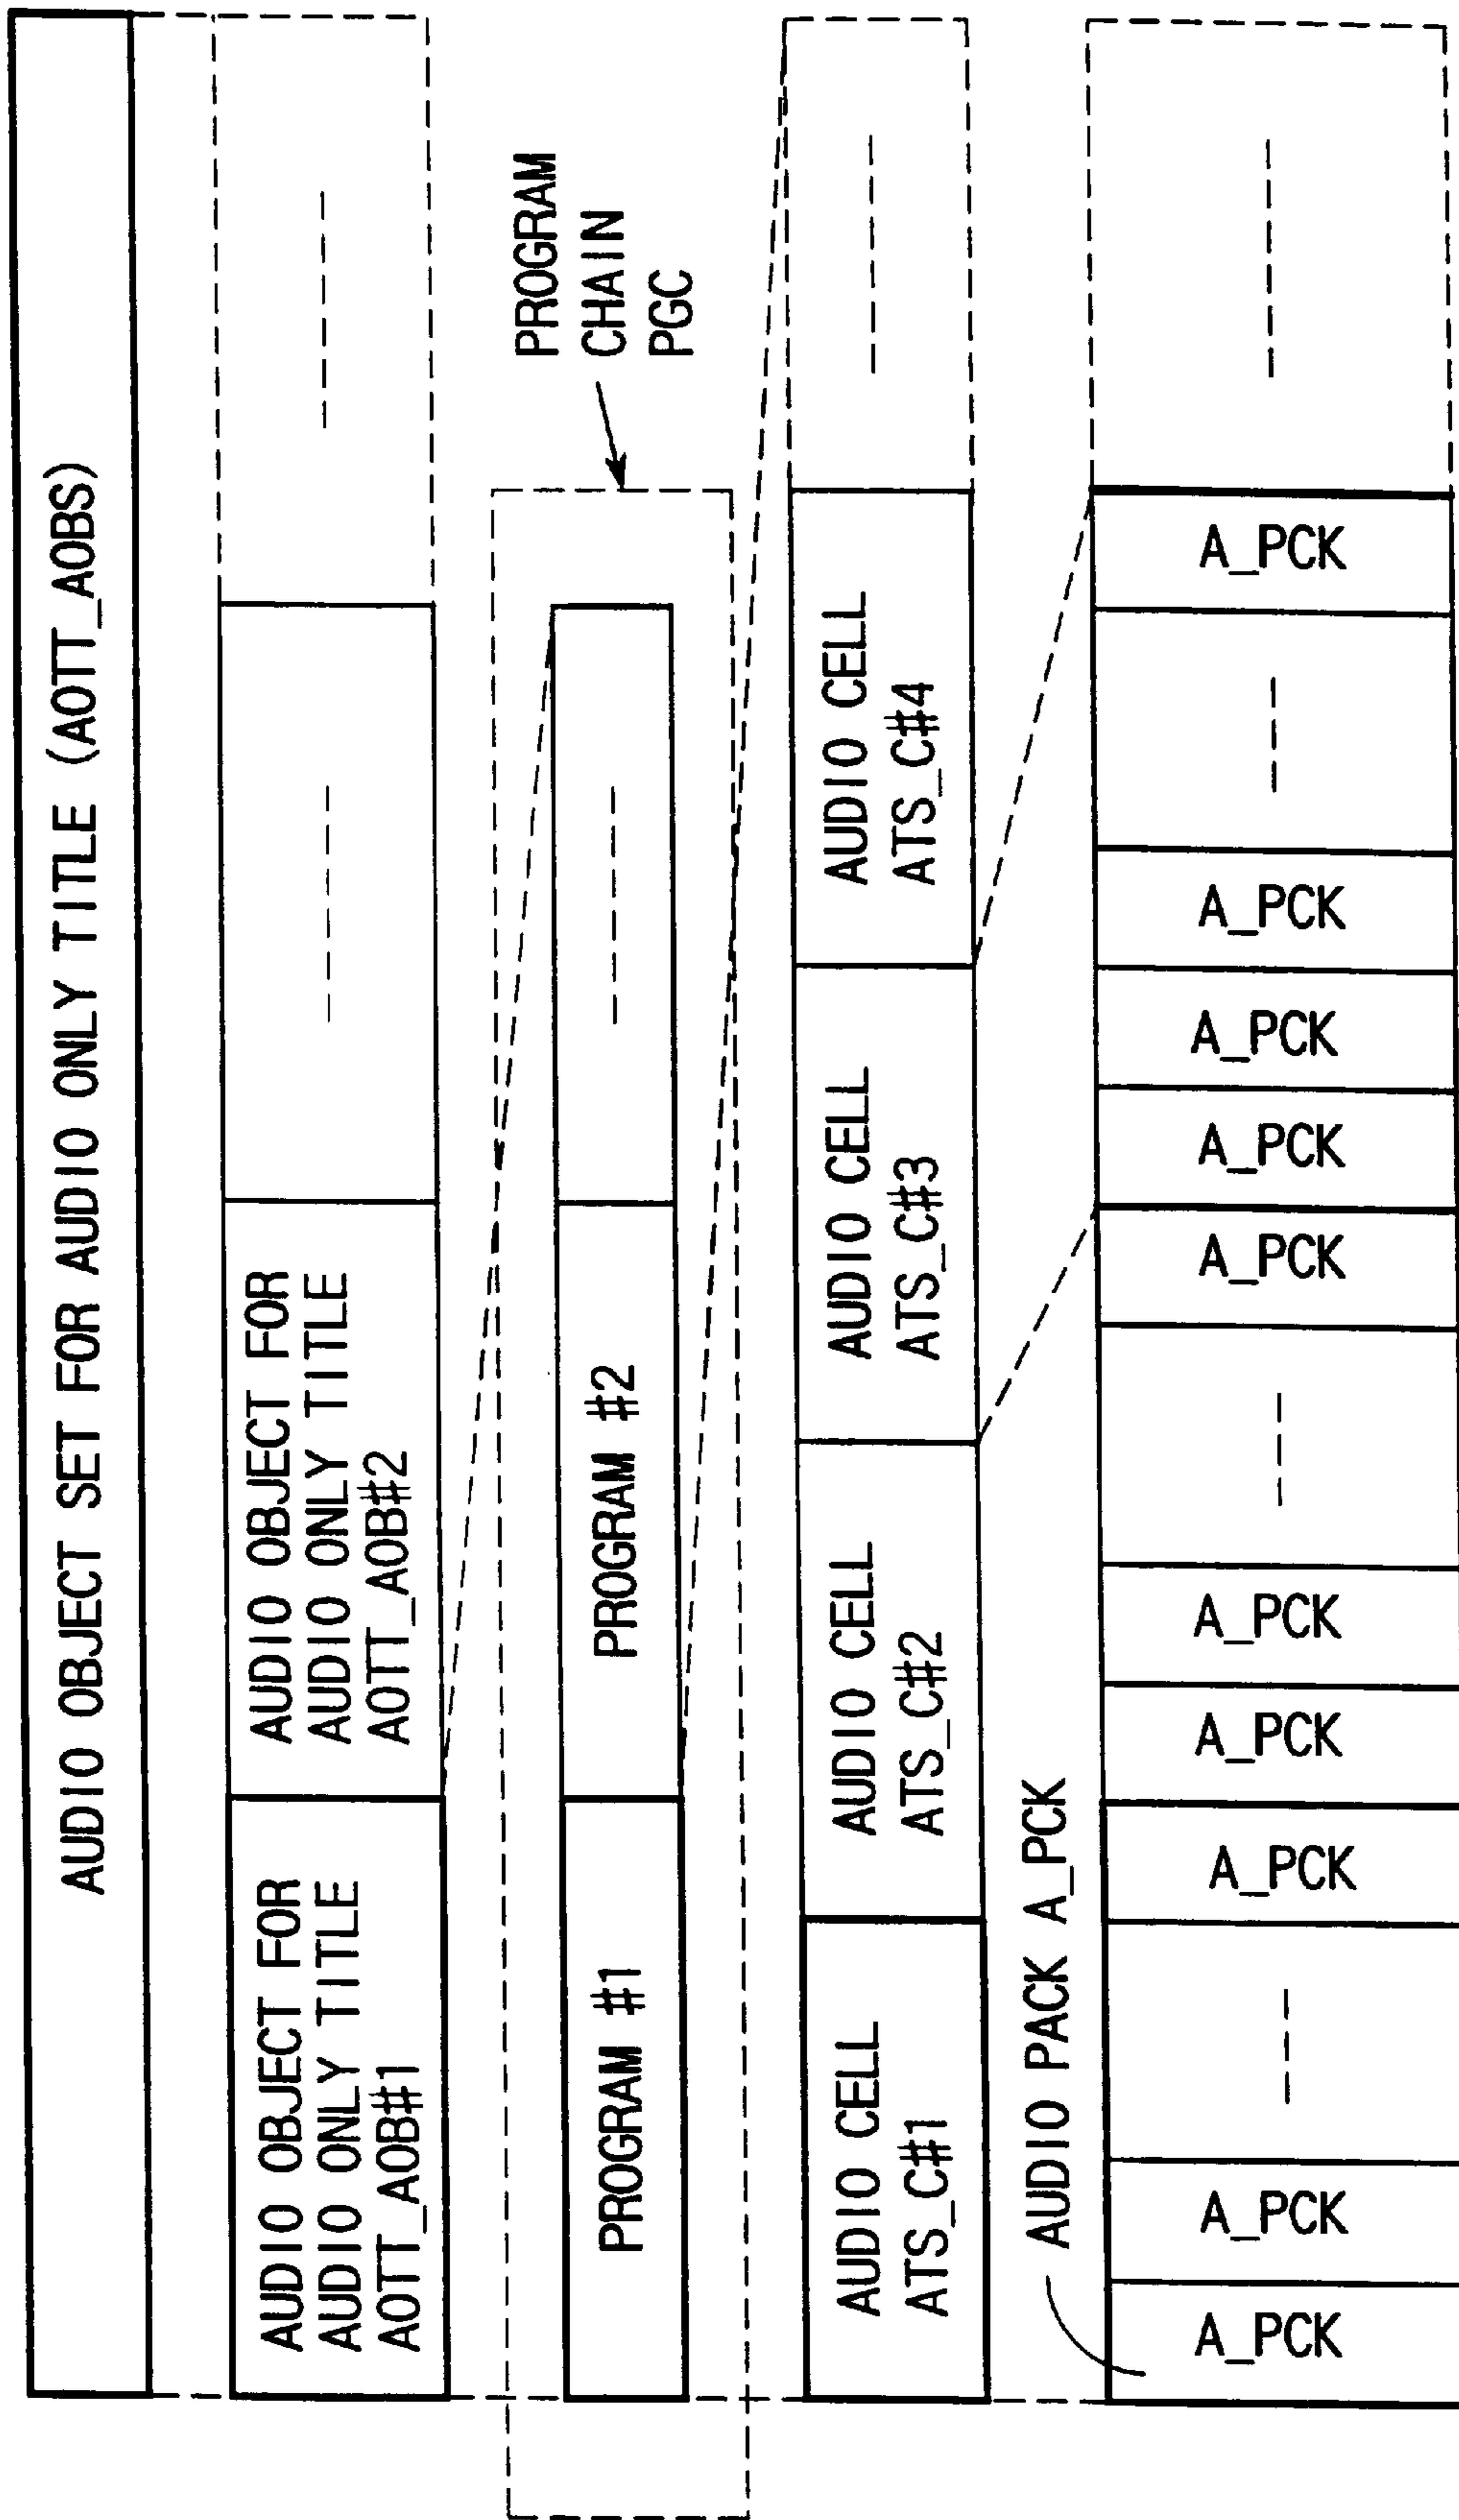 AUDIO OBJECT SET FOR AUDIO ONLY TITLE (AOTT_AOBS)
AUDIO OBJECT FOR
AUDIO ONLY TITLE
AOTT_AOB#1
AUDIO OBJECT FOR
AUDIO ONLY TITLE
AOTT_AOB#2
PROGRAM
CHAIN
PGC
PROGRAM #1
PROGRAM #2
AUDIO CELL
ATS_C#1
AUDIO CELL
ATS_C#2
AUDIO CELL
ATS_C#3
AUDIO CELL
ATS_C#4
AUDIO PACK A_PCK
A_PCK
A_PCK
A_PCK
A_PCK
A_PCK
A_PCK
A_PCK
A_PCK
A_PCK
A_PCK